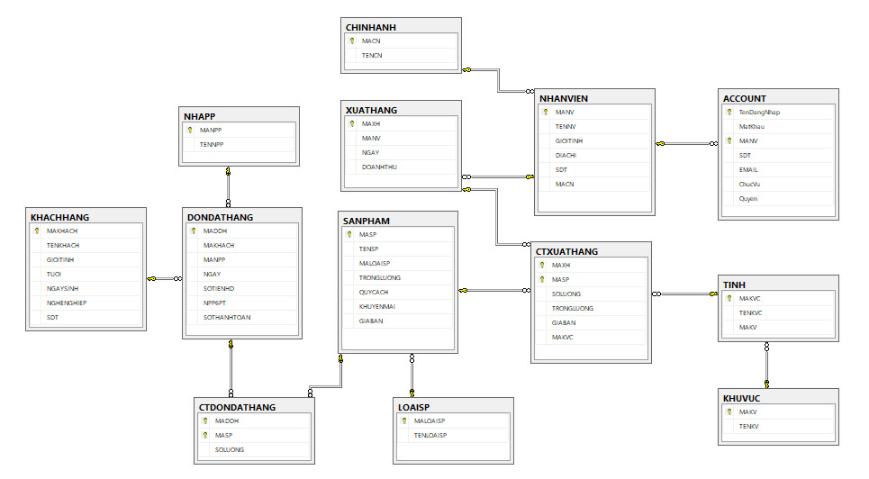 CHINHANH
MACN
TENCN
XUATHANG
MAXH
MANV
NGAY
DOANHTHU
NHANVIEN
MANV
TENNV
GIOITINH
DIACHI
SDT
MACN
ACCOUNT
TenDangNhap
MatKhau
MANV
SDT
EMAIL
ChucVu
Quyen
NHAPP
MANPP
TENNPP
KHACHHANG
MAKHACH
TENKHACH
GIOITINH
TUOI
NGAYSINH
NGHENGHIEP
SDT
DONDATHANG
MADDH
MAKHACH
MANPP
NGAY
SOTIENHD
NPP6PT
SOTHANHTOAN
SANPHAM
MASP
TENSP
MALOAISP
TRONGLUONG
QUYCACH
KHUYENMAI
GIABAN
CTXUATHANG
MAXH
MASP
SOLUONG
TRONGLUONG
GIABAN
MAKVC
TINH
MAKVC
TENKVC
MAKV
CTDONDATHANG
MADDH
MASP
SOLUONG
LOAISP
MALOAISP
TENLOAISP
KHUVUC
MAKV
TENKV